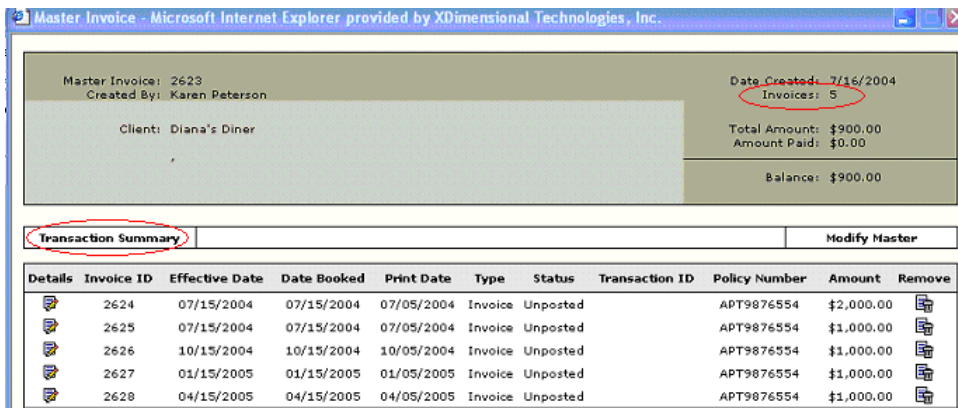 Master Invoice - Microsoft Internet Explorer provided by XDimensional Technologies, Inc.
Master Invoice: 2623 Date Created: 7/16/2004
Created By: Karen Peterson Invoices: 5
Client: Diana's Diner Total Amount: $900.00
, Amount Paid: $0.00
Balance: $900.00
Transaction Summary Modify Master
Details Invoice ID Effective Date Date Booked Print Date Type Status Transaction ID Policy Number Amount Remove
2624 07/15/2004 07/15/2004 07/05/2004 Invoice Unposted APT9876554 $2,000.00
2625 07/15/2004 07/15/2004 07/05/2004 Invoice Unposted APT9876554 $1,000.00
2626 10/15/2004 10/15/2004 10/05/2004 Invoice Unposted APT9876554 $1,000.00
2627 01/15/2005 01/15/2005 01/05/2005 Invoice Unposted APT9876554 $1,000.00
2628 04/15/2005 04/15/2005 04/05/2005 Invoice Unposted APT9876554 $1,000.00